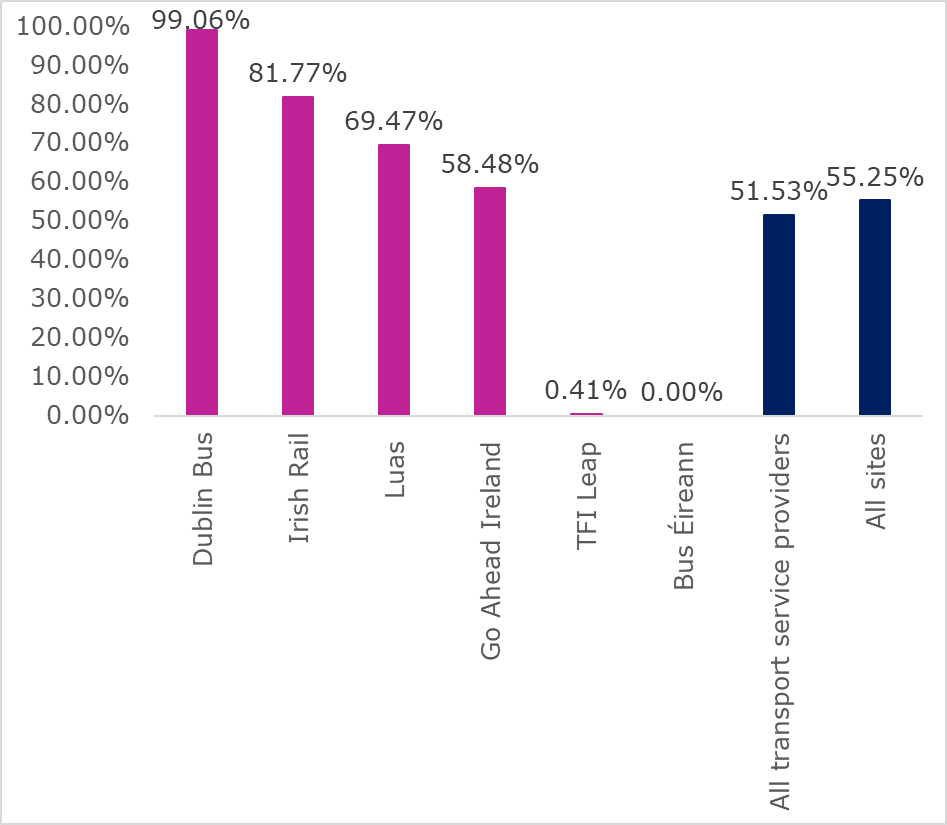 100.00%
90.00%
80.00%
70.00%
60.00%
50.00%
40.00%
30.00%
20.00%
10.00%
0.00%
99.06%
81.77%
69.47%
58.48%
0.41%
0.00%
51.53%
55.25%
Dublin Bus
Irish Rail
Luas
Go Ahead Ireland
TFI Leap
Bus Éireann
All transport service providers
All sites